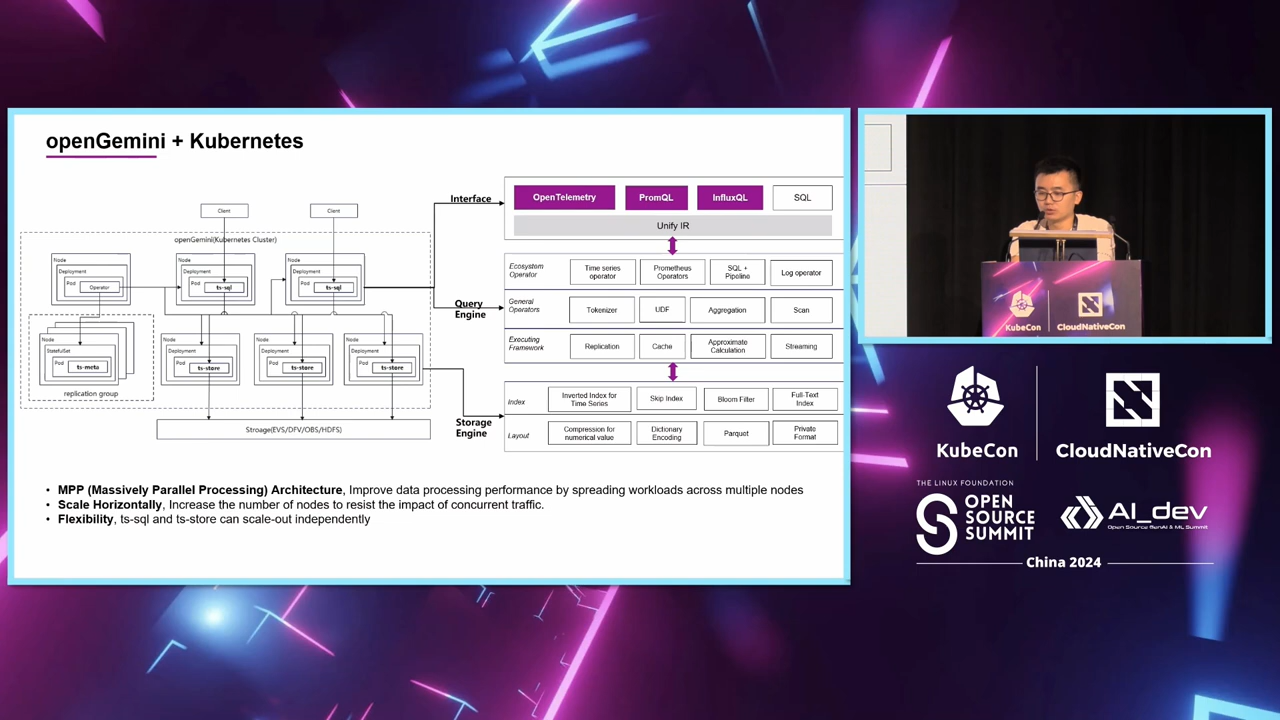 openGemini + Kubernetes
Client
Client
openGemini(Kubernetes Cluster)
Node
Deployment
Pod
Operator
Node
Deployment
Pod
ts-sql
Node
Deployment
Pod
ts-sql
Node
StatefulSet
Pod
ts-meta
replication group
Node
Deployment
Pod
ts-store
Node
Deployment
Pod
ts-store
Node
Deployment
Pod
ts-store
Stroage(EVS/DFV/OBS/HDFS)
Interface
Query
Engine
Storage
Engine
OpenTelemetry
PromQL
InfluxQL
SQL
Unify IR
Ecosystem
Operator
Time series
operator
Prometheus
Operators
SQL +
Pipeline
Log operator
General
Operators
Tokenizer
UDF
Aggregation
Scan
Executing
Framework
Replication
Cache
Approximate
Calculation
Streaming
Index
Inverted Index for
Time Series
Skip Index
Bloom Filter
Full-Text
Index
Layout
Compression for
numerical value
Dictionary
Encoding
Parquet
Private
Format
• MPP (Massively Parallel Processing) Architecture, Improve data processing performance by spreading workloads across multiple nodes
• Scale Horizontally, Increase the number of nodes to resist the impact of concurrent traffic.
• Flexibility, ts-sql and ts-store can scale-out independently
KubeCon
CloudNativeCon
KubeCon
CloudNativeCon
THE LINUX FOUNDATION
OPEN
SOURCE
SUMMIT
AI_dev
Open Source GenAI & ML Summit
China 2024